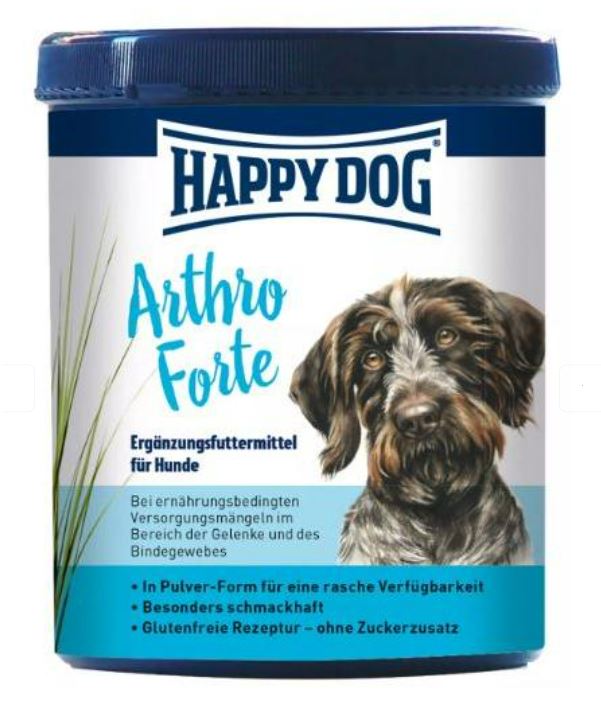 HAPPY DOG®
Arthro
Forte
Ergänzungsfuttermittel
für Hunde
Bei ernährungsbedingten
Versorgungsmängeln im
Bereich der Gelenke und des
Bindegewebes
• In Pulver-Form für eine rasche Verfügbarkeit
• Besonders schmackhaft
• Glutenfreie Rezeptur – ohne Zuckerzusatz